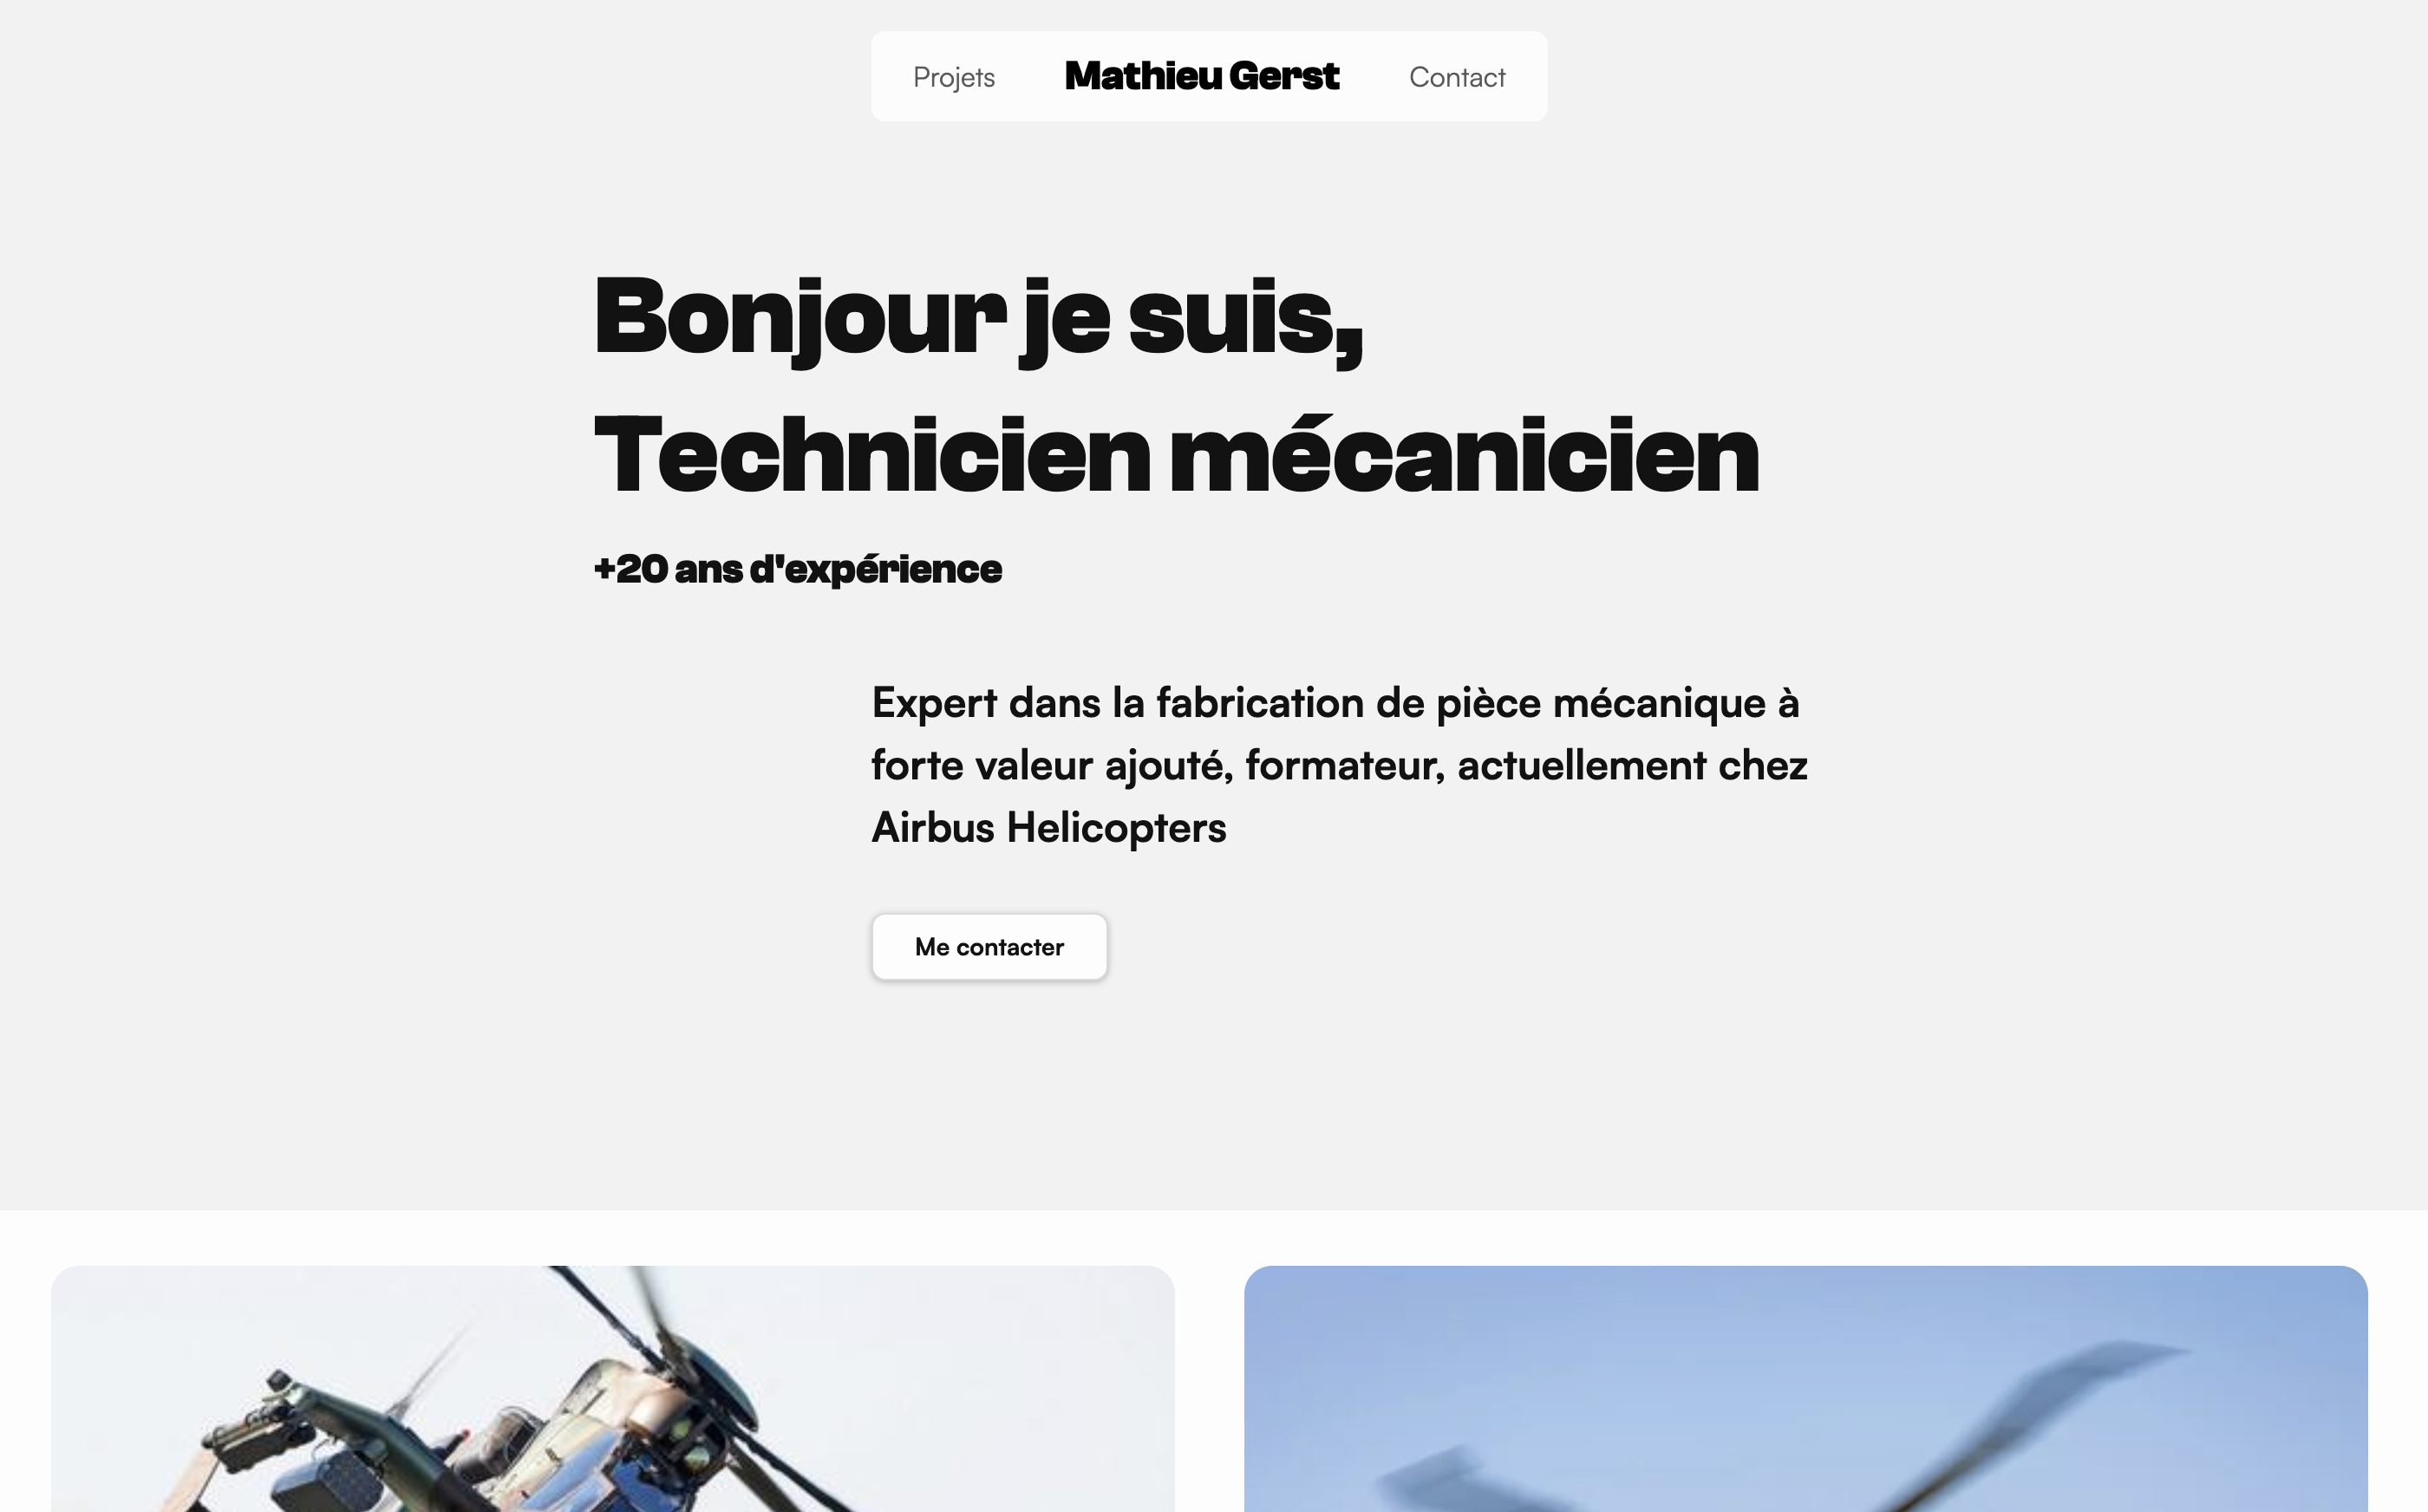 Projets
Mathieu Gerst
Contact
Bonjour je suis,
Technicien mécanicien
+20 ans d'expérience
Expert dans la fabrication de pièce mécanique à
forte valeur ajouté, formateur, actuellement chez
Airbus Helicopters
Me contacter